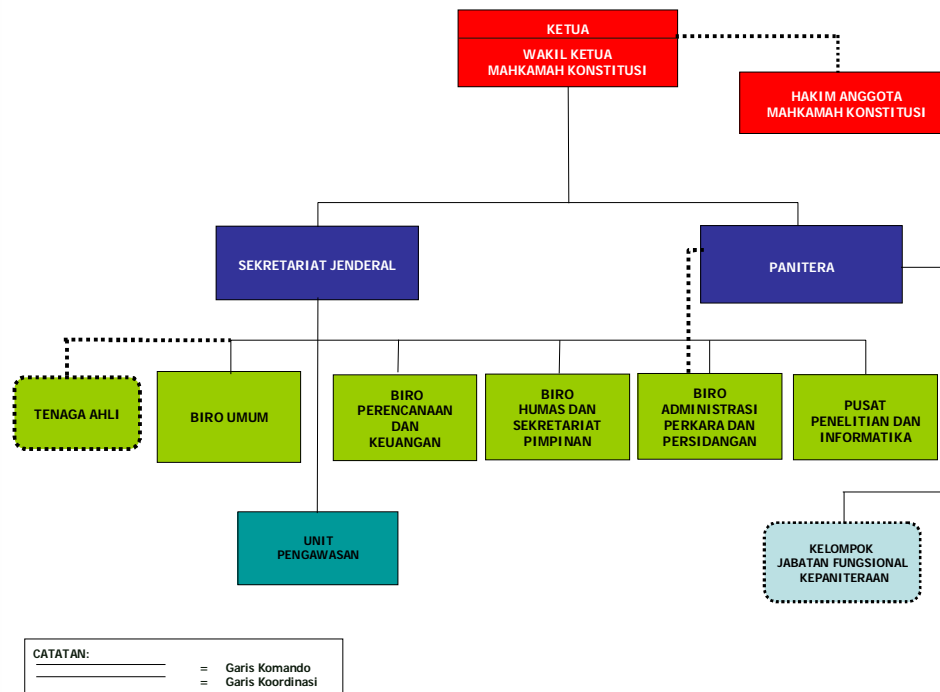 KETUA
WAKIL KETUA
MAHKAMAH KONSTITUSI
HAKIM ANGGOTA
MAHKAMAH KONSTITUSI
SEKRETARIAT JENDERAL
PANITERA
TENAGA AHLI
BIRO UMUM
BIRO
PERENCANAAN
DAN
KEUANGAN
BIRO
HUMAS DAN
SEKRETARIAT
PIMPINAN
BIRO
ADMINISTRASI
PERKARA DAN
PERSIDANGAN
PUSAT
PENELITIAN DAN
INFORMATIKA
UNIT
PENGAWASAN
KELOMPOK
JABATAN FUNGSIONAL
KEPANITERAAN
CATATAN:
= Garis Komando
= Garis Koordinasi